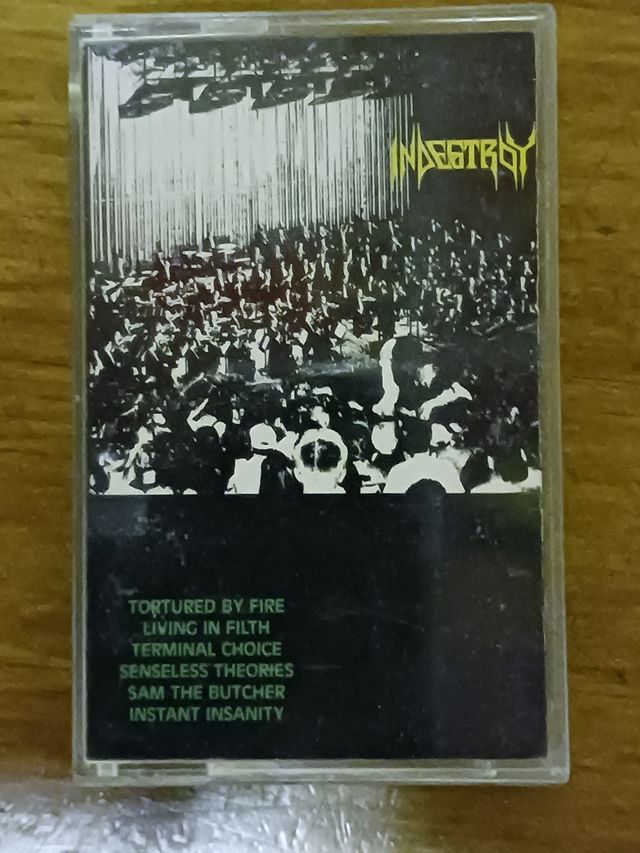 INDESTROY
TORTURED BY FIRE
LIVING IN FILTH
TERMINAL CHOICE
SENSELESS THEORIES
SAM THE BUTCHER
INSTANT INSANITY